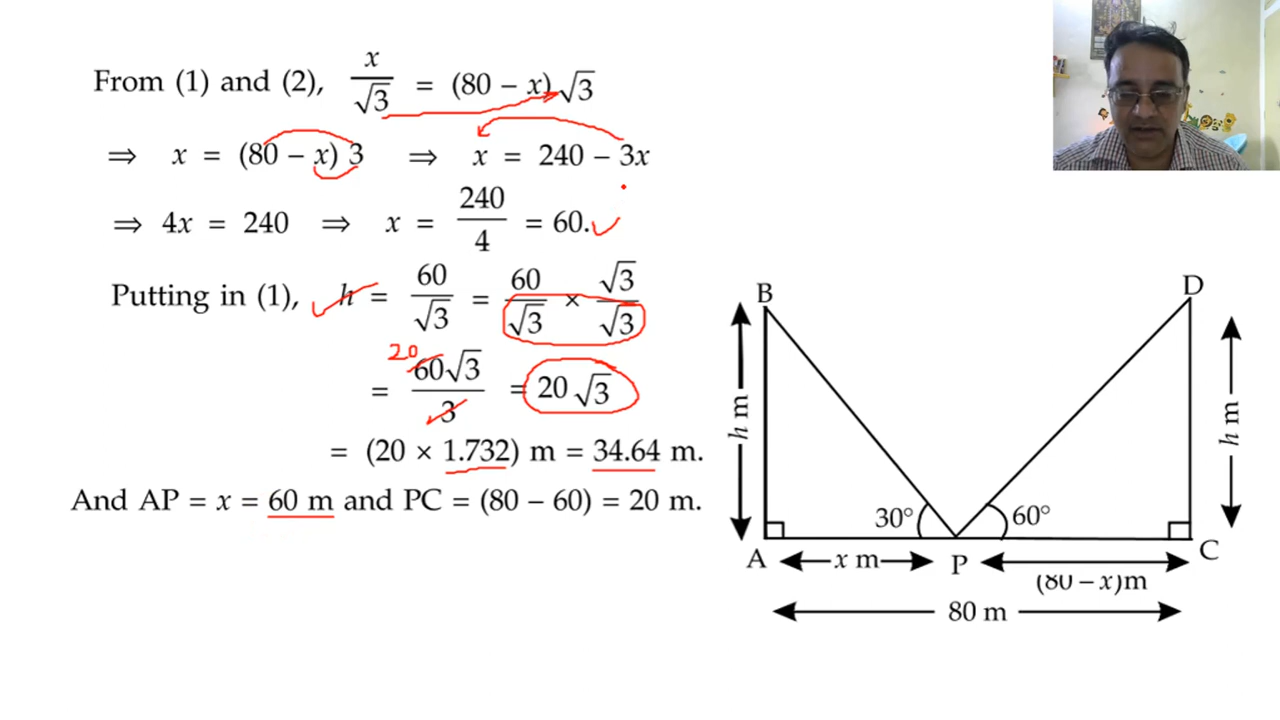 From (1) and (2), x/√3 = (80 – x) √3
⇒ x = (80 – x) 3 ⇒ x = 240 – 3x
⇒ 4x = 240 ⇒ x = 240/4 = 60.
Putting in (1), h = 60/√3 = 60/√3 × √3/√3
20
= 60√3/3 = 20√3
= (20 × 1.732) m = 34.64 m.
And AP = x = 60 m and PC = (80 – 60) = 20 m.
B
D
h m
h m
30°
60°
A
x m
P
C
(80 – x)m
80 m